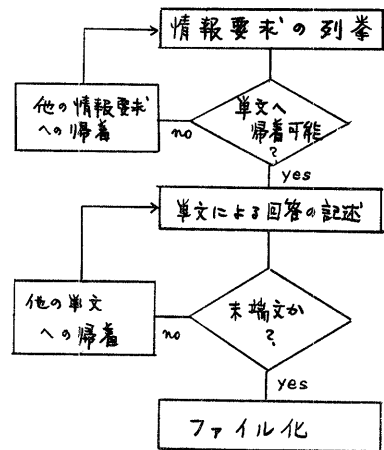 情報要求の列挙
他の情報要求
への帰着
no
単文へ
帰着可能
?
yes
単文による回答の記述
他の単文
への帰着
no
末端文か
?
yes
ファイル化